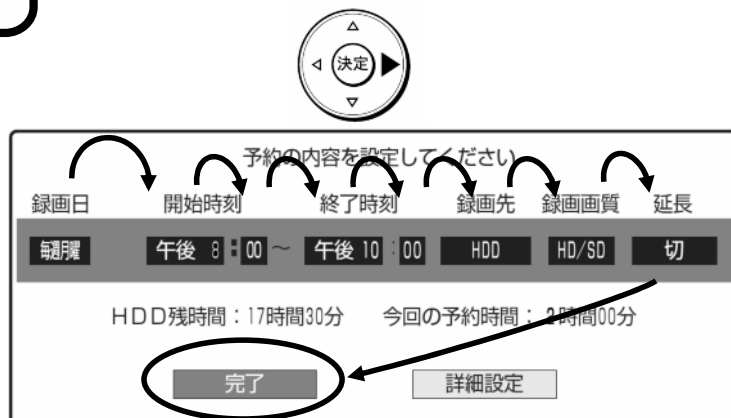 決定
予約の内容を設定してください
録画日 開始時刻 終了時刻 録画先 録画画質 延長
毎週月曜 午後 8:00 ～ 午後 10:00 HDD HD/SD 切
HDD残時間：17時間30分 今回の予約時間： 2時間00分
完了 詳細設定